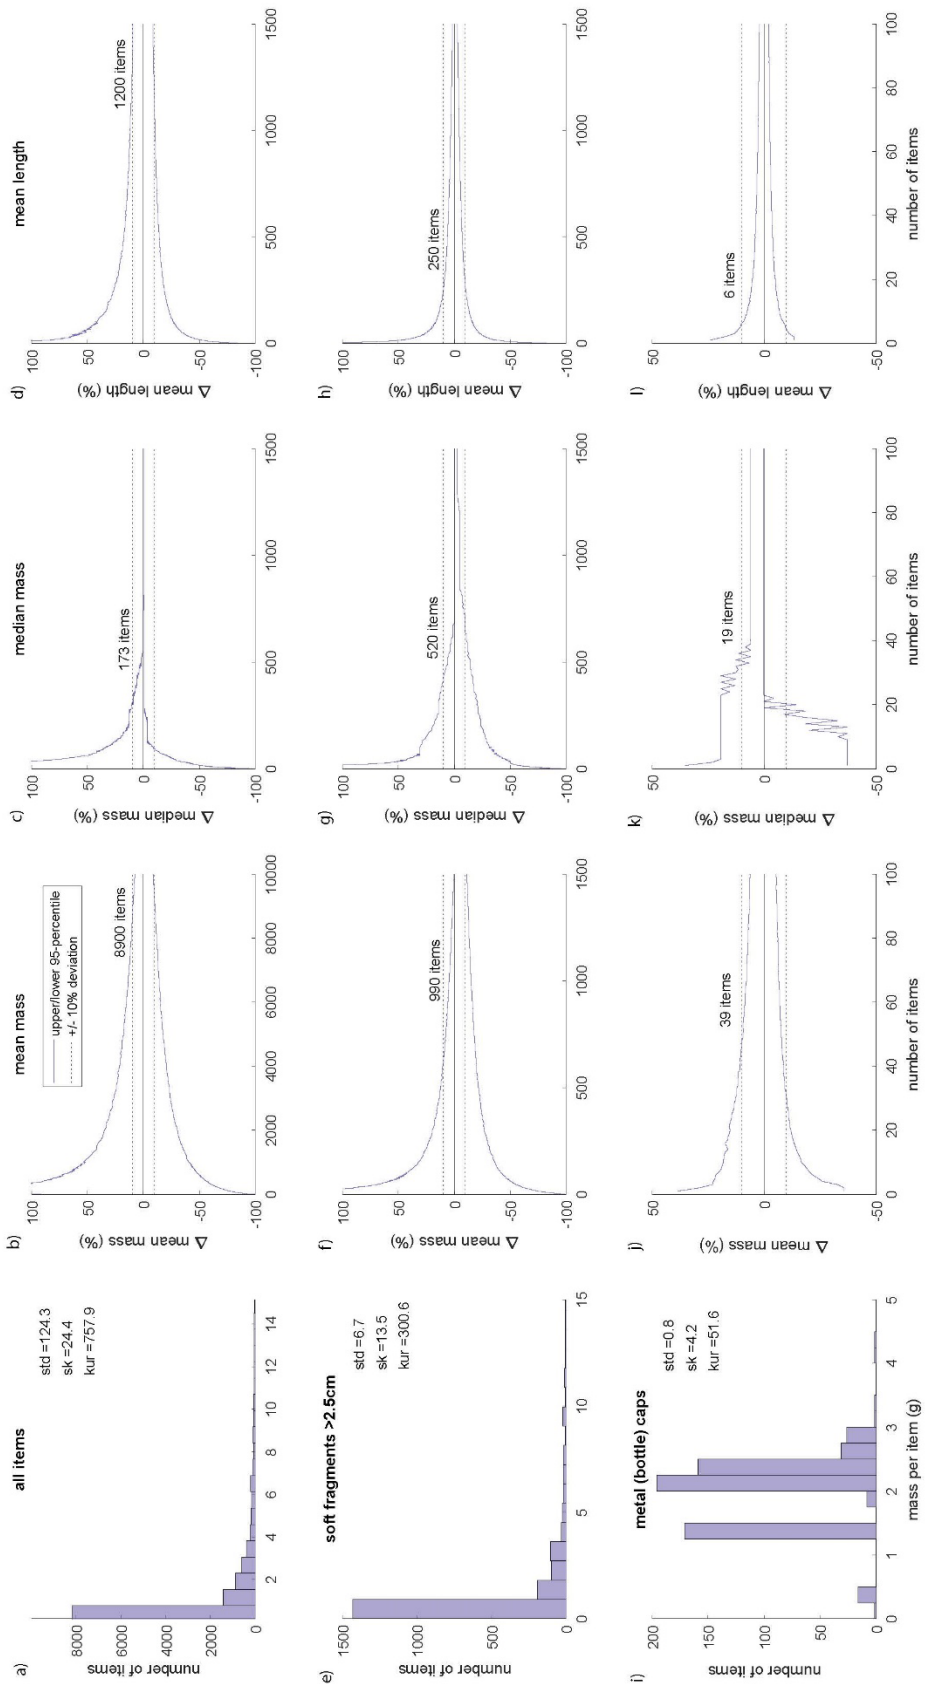 a)
all items
std =124.3
sk =24.4
kur =757.9
number of items
8000
6000
4000
2000
0
2
4
6
8
10
12
14
b)
mean mass
upper/lower 95-percentile
+/- 10% deviation
8900 items
Δ mean mass (%)
100
50
0
-50
-100
0
2000
4000
6000
8000
10000
c)
median mass
173 items
Δ median mass (%)
100
50
0
-50
-100
0
500
1000
1500
d)
mean length
1200 items
Δ mean length (%)
100
50
0
-50
-100
0
500
1000
1500
e)
soft fragments >2.5cm
std =6.7
sk =13.5
kur =300.6
number of items
1500
1000
500
0
0
5
10
15
f)
990 items
Δ mean mass (%)
100
50
0
-50
-100
0
500
1000
1500
g)
520 items
Δ median mass (%)
100
50
0
-50
-100
0
500
1000
1500
h)
250 items
Δ mean length (%)
100
50
0
-50
-100
0
500
1000
1500
i)
metal (bottle) caps
std =0.8
sk =4.2
kur =51.6
number of items
200
150
100
50
0
0
1
2
3
4
5
mass per item (g)
j)
39 items
Δ mean mass (%)
50
0
-50
0
20
40
60
80
100
number of items
k)
19 items
Δ median mass (%)
50
0
-50
0
20
40
60
80
100
number of items
l)
6 items
Δ mean length (%)
50
0
-50
0
20
40
60
80
100
number of items